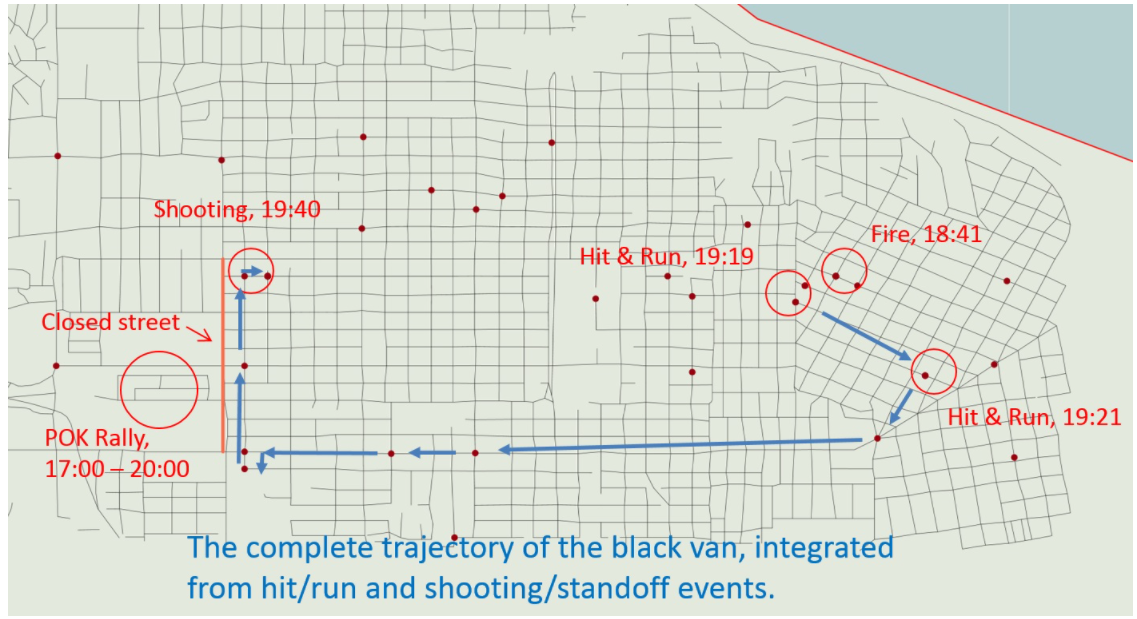 Shooting, 19:40
Fire, 18:41
Hit & Run, 19:19
Closed street
Hit & Run, 19:21
POK Rally,
17:00 – 20:00
The complete trajectory of the black van, integrated
from hit/run and shooting/standoff events.